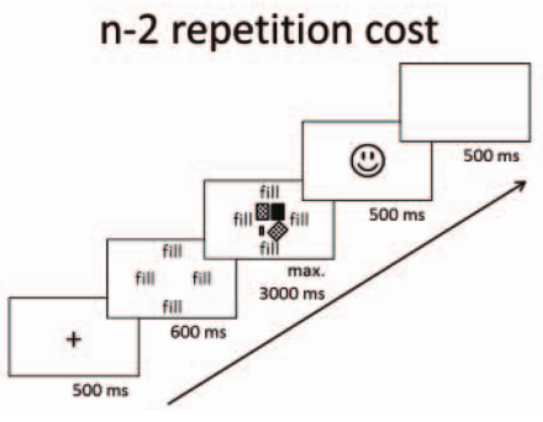 n-2 repetition cost
500 ms
fill
fill fill
fill
500 ms
fill
fill fill
fill
max.
3000 ms
600 ms
+
500 ms